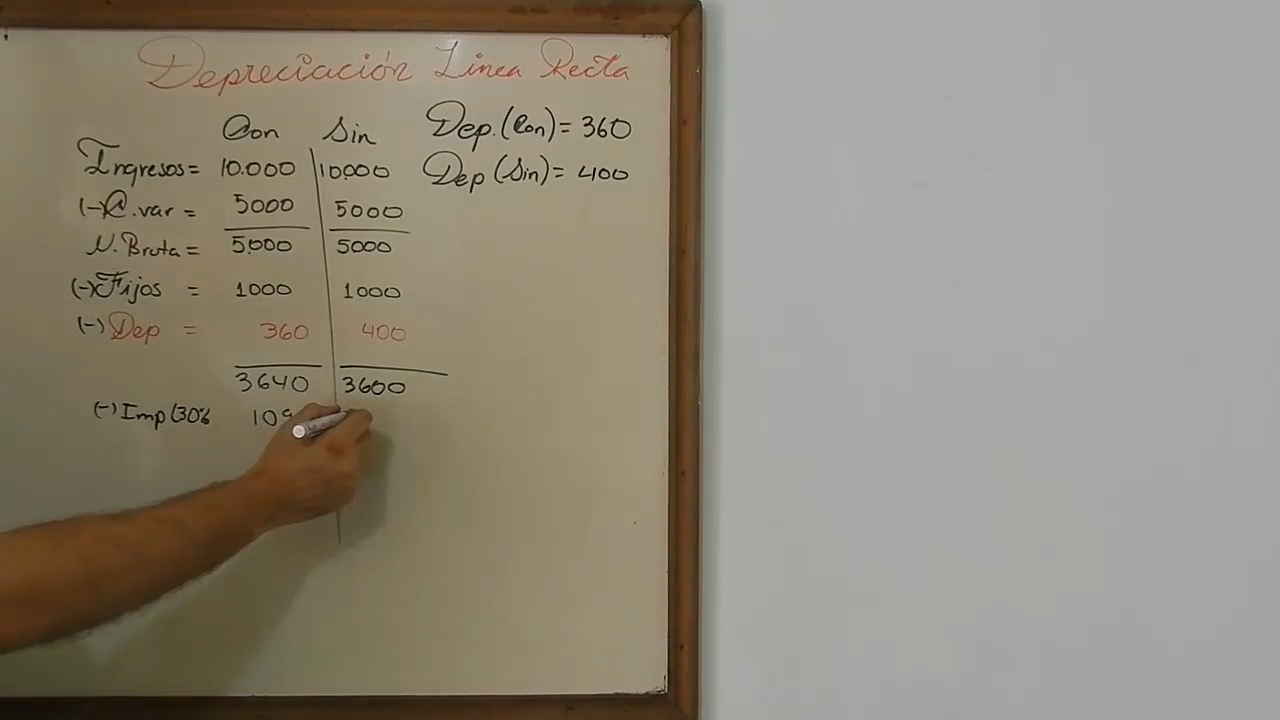 Depreciación Linea Recta
Con Sin
Dep. (Con) = 360
Dep (Sin) = 400
Ingresos = 10.000 10.000
(-) C. var = 5000 5000
U. Bruta = 5.000 5000
(-) Fijos = 1000 1000
(-) Dep = 360 400
3640 3600
(-) Imp (30%